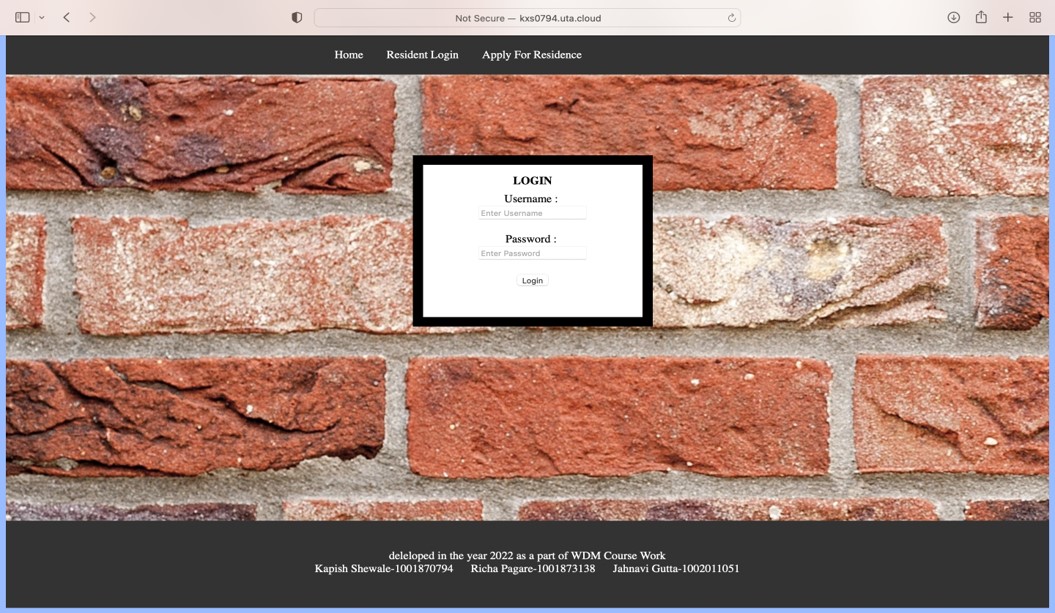 Not Secure — kxs0794.uta.cloud
Home Resident Login Apply For Residence
LOGIN
Username :
Enter Username
Password :
Enter Password
Login
deleloped in the year 2022 as a part of WDM Course Work
Kapish Shewale-1001870794 Richa Pagare-1001873138 Jahnavi Gutta-1002011051